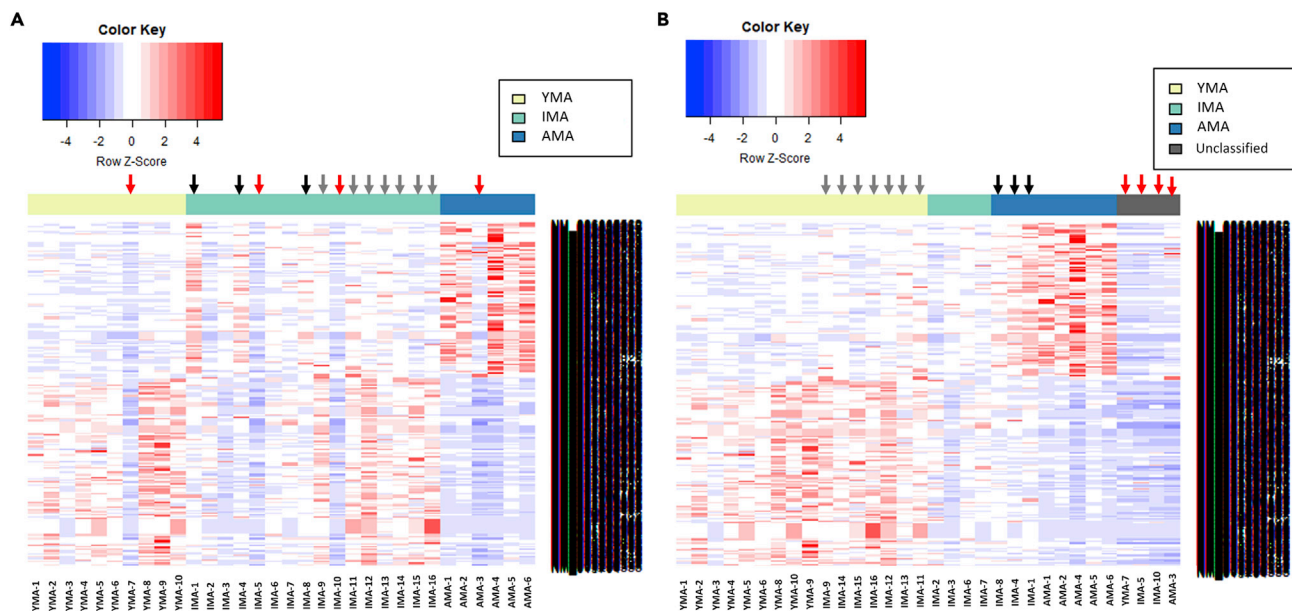 A
Color Key
-4 -2 0 2 4
Row Z-Score
YMA
IMA
AMA
YMA-1
YMA-2
YMA-3
YMA-4
YMA-5
YMA-6
YMA-7
YMA-8
YMA-9
YMA-10
IMA-1
IMA-2
IMA-3
IMA-4
IMA-5
IMA-6
IMA-7
IMA-8
IMA-9
IMA-10
IMA-11
IMA-12
IMA-13
IMA-14
IMA-15
IMA-16
AMA-1
AMA-2
AMA-3
AMA-4
AMA-5
AMA-6
B
Color Key
-4 -2 0 2 4
Row Z-Score
YMA
IMA
AMA
Unclassified
YMA-1
YMA-2
YMA-3
YMA-4
YMA-5
YMA-6
YMA-8
YMA-9
YMA-10
IMA-9
IMA-14
IMA-15
IMA-16
IMA-12
IMA-13
IMA-11
IMA-2
IMA-3
IMA-6
IMA-7
IMA-8
IMA-4
IMA-1
AMA-1
AMA-2
AMA-4
AMA-5
AMA-6
YMA-7
IMA-5
IMA-10
AMA-3